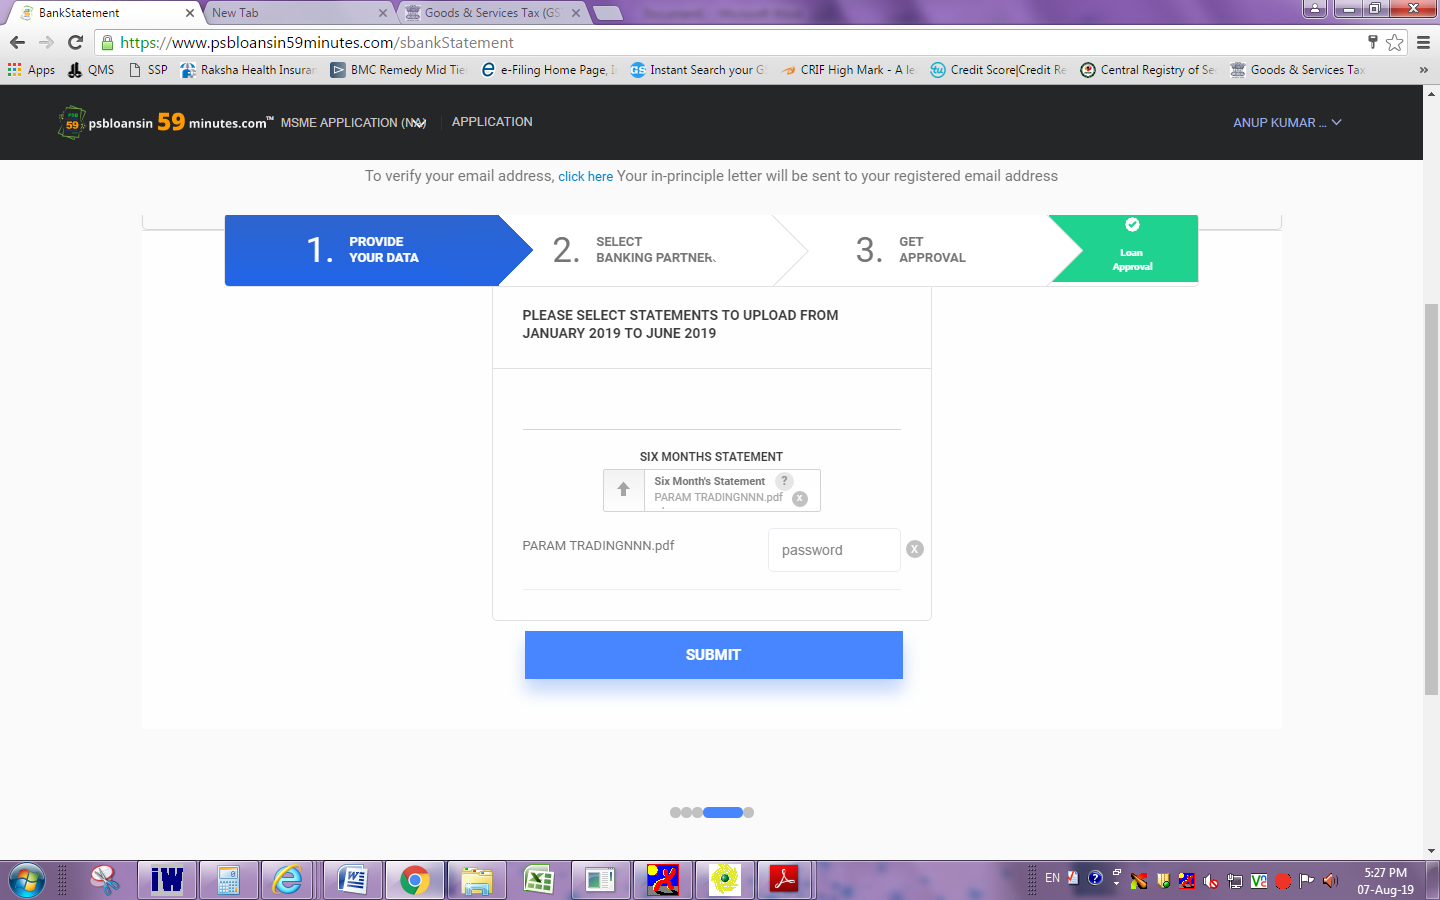 BankStatement
New Tab
Goods & Services Tax (GS
https://www.psbloansin59minutes.com/sbankStatement
Apps
QMS
SSP
Raksha Health Insuran
BMC Remedy Mid Tie
e-Filing Home Page, I
Instant Search your G
CRIF High Mark - A le
Credit Score|Credit Re
Central Registry of Se
Goods & Services Tax
psbloansin 59 minutes.com™
MSME APPLICATION
APPLICATION
ANUP KUMAR ...
To verify your email address, click here Your in-principle letter will be sent to your registered email address
1. PROVIDE
YOUR DATA
2. SELECT
BANKING PARTNER
3. GET
APPROVAL
Loan
Approval
PLEASE SELECT STATEMENTS TO UPLOAD FROM
JANUARY 2019 TO JUNE 2019
SIX MONTHS STATEMENT
Six Month's Statement ?
PARAM TRADINGNNN.pdf x
PARAM TRADINGNNN.pdf
password
X
SUBMIT
EN
5:27 PM
07-Aug-19